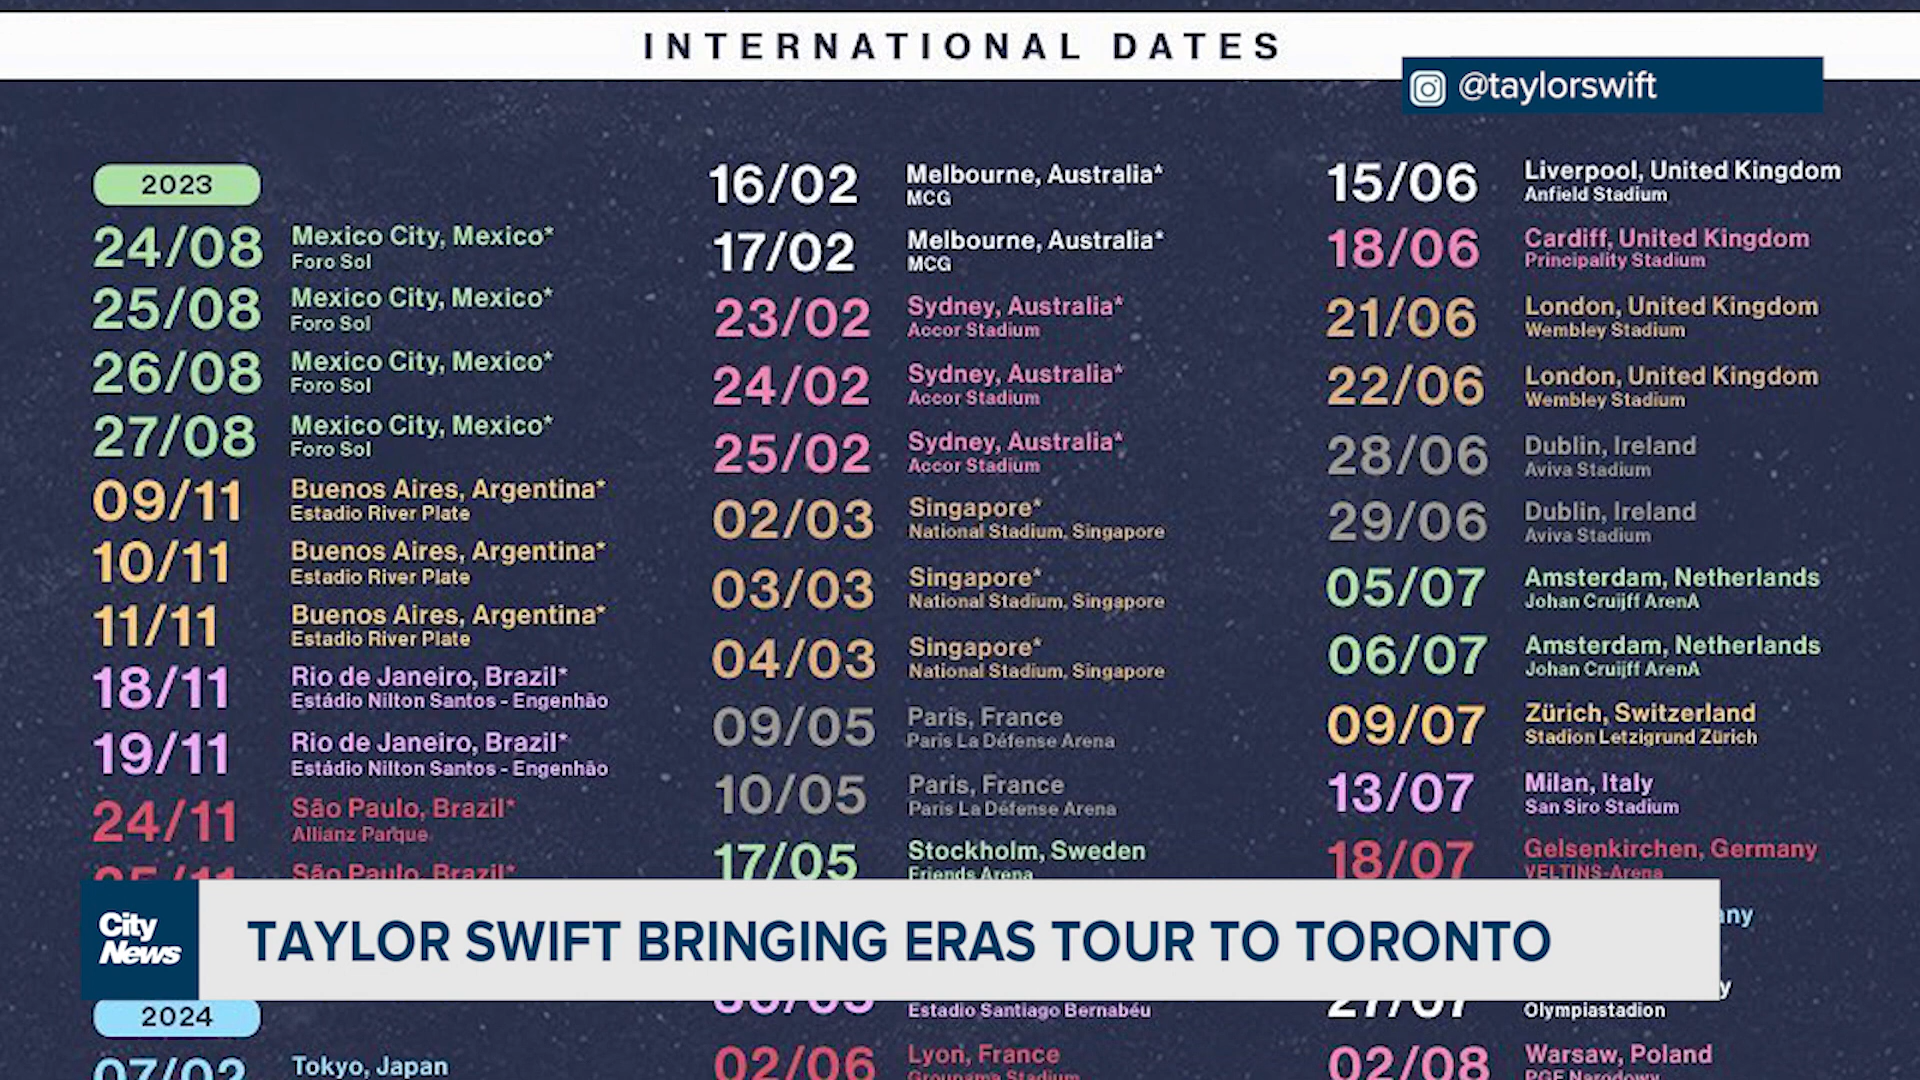 INTERNATIONAL DATES
@taylorswift
2023
24/08 Mexico City, Mexico*
Foro Sol
25/08 Mexico City, Mexico*
Foro Sol
26/08 Mexico City, Mexico*
Foro Sol
27/08 Mexico City, Mexico*
Foro Sol
09/11 Buenos Aires, Argentina*
Estadio River Plate
10/11 Buenos Aires, Argentina*
Estadio River Plate
11/11 Buenos Aires, Argentina*
Estadio River Plate
18/11 Rio de Janeiro, Brazil*
Estádio Nilton Santos - Engenhão
19/11 Rio de Janeiro, Brazil*
Estádio Nilton Santos - Engenhão
24/11 São Paulo, Brazil*
Allianz Parque
25/11 São Paulo, Brazil*
2024
07/02 Tokyo, Japan
16/02 Melbourne, Australia*
MCG
17/02 Melbourne, Australia*
MCG
23/02 Sydney, Australia*
Accor Stadium
24/02 Sydney, Australia*
Accor Stadium
25/02 Sydney, Australia*
Accor Stadium
02/03 Singapore*
National Stadium, Singapore
03/03 Singapore*
National Stadium, Singapore
04/03 Singapore*
National Stadium, Singapore
09/05 Paris, France
Paris La Défense Arena
10/05 Paris, France
Paris La Défense Arena
17/05 Stockholm, Sweden
Friends Arena
30/05
Estadio Santiago Bernabéu
02/06 Lyon, France
Groupama Stadium
15/06 Liverpool, United Kingdom
Anfield Stadium
18/06 Cardiff, United Kingdom
Principality Stadium
21/06 London, United Kingdom
Wembley Stadium
22/06 London, United Kingdom
Wembley Stadium
28/06 Dublin, Ireland
Aviva Stadium
29/06 Dublin, Ireland
Aviva Stadium
05/07 Amsterdam, Netherlands
Johan Cruijff ArenA
06/07 Amsterdam, Netherlands
Johan Cruijff ArenA
09/07 Zürich, Switzerland
Stadion Letzigrund Zürich
13/07 Milan, Italy
San Siro Stadium
18/07 Gelsenkirchen, Germany
VELTINS-Arena
any
27/07 y
Olympiastadion
02/08 Warsaw, Poland
PGE Narodowy
City
News
TAYLOR SWIFT BRINGING ERAS TOUR TO TORONTO